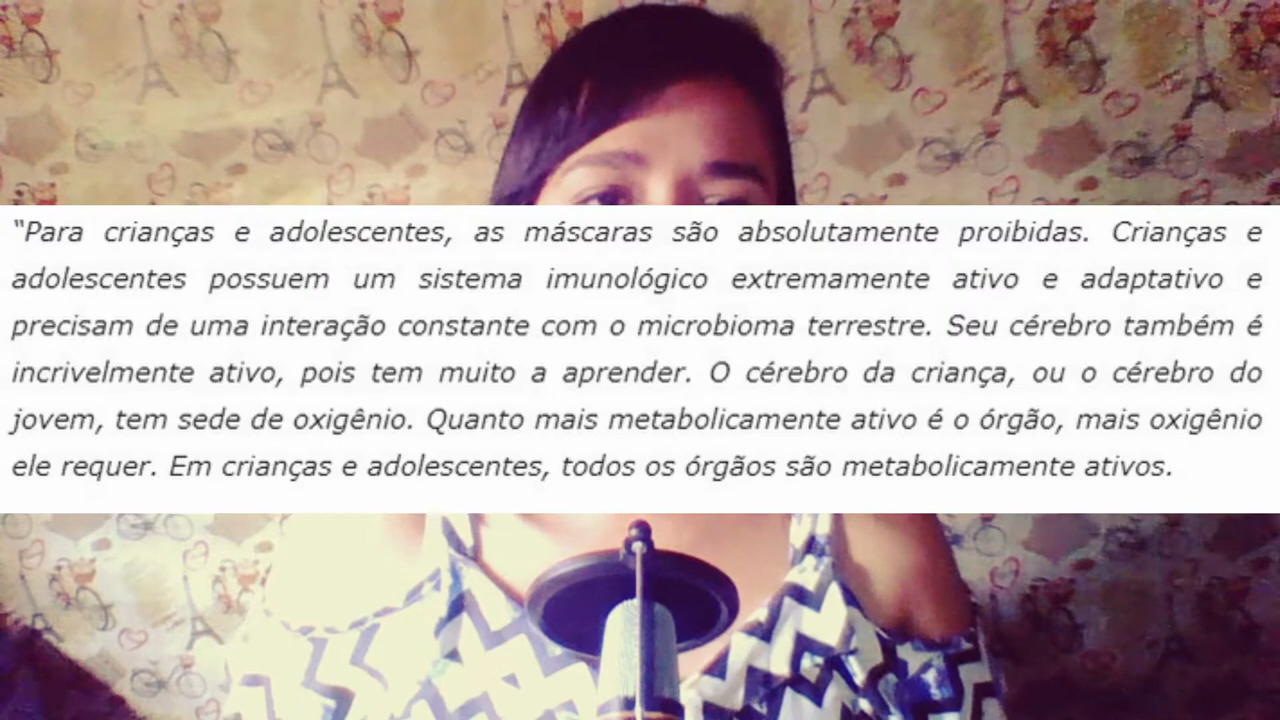 “Para crianças e adolescentes, as máscaras são absolutamente proibidas. Crianças e
adolescentes possuem um sistema imunológico extremamente ativo e adaptativo e
precisam de uma interação constante com o microbioma terrestre. Seu cérebro também é
incrivelmente ativo, pois tem muito a aprender. O cérebro da criança, ou o cérebro do
jovem, tem sede de oxigênio. Quanto mais metabolicamente ativo é o órgão, mais oxigênio
ele requer. Em crianças e adolescentes, todos os órgãos são metabolicamente ativos.